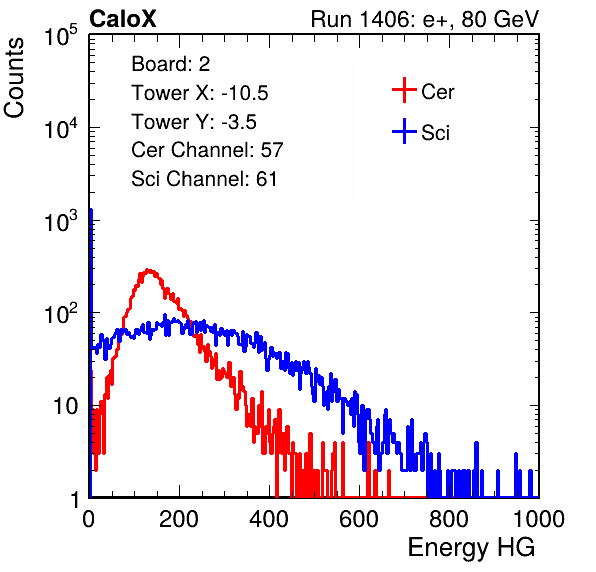 CaloX Run 1406: e+, 80 GeV
Counts
10^5
10^4
10^3
10^2
10
1
Board: 2
Tower X: -10.5
Tower Y: -3.5
Cer Channel: 57
Sci Channel: 61
Cer
Sci
0 200 400 600 800 1000
Energy HG